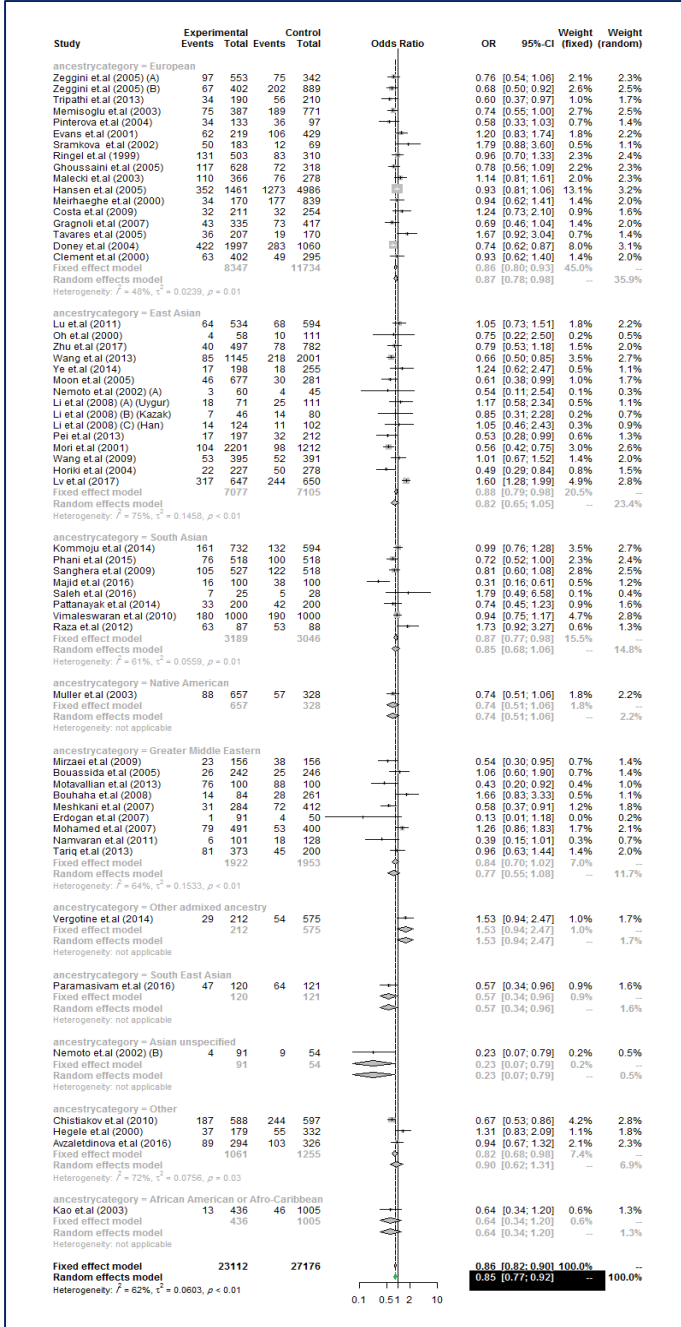 Experimental Control Weight Weight
Study Events Total Events Total Odds Ratio OR 95%-CI (fixed) (random)
ancestrycategory = European
Zeggini et.al (2005) (A) 97 553 75 342 0.76 [0.54; 1.06] 2.1% 2.3%
Zeggini et.al (2005) (B) 67 402 202 889 0.68 [0.50; 0.92] 2.6% 2.5%
Tripathi et.al (2013) 34 190 56 210 0.60 [0.37; 0.97] 1.0% 1.7%
Memisoglu et.al (2003) 75 387 189 771 0.74 [0.55; 1.00] 2.7% 2.5%
Pinterova et.al (2004) 34 133 36 97 0.58 [0.33; 1.03] 0.8% 1.4%
Evans et.al (2001) 62 219 106 429 1.20 [0.83; 1.74] 1.8% 2.2%
Sramkova et.al (2002) 50 183 12 69 1.79 [0.88; 3.60] 0.5% 1.1%
Ringel et.al (1999) 131 503 83 310 0.96 [0.70; 1.33] 2.3% 2.4%
Ghoussaini et.al (2005) 117 628 72 318 0.78 [0.56; 1.09] 2.1% 2.3%
Malecki et.al (2003) 110 366 76 278 1.14 [0.81; 1.61] 2.0% 2.3%
Hansen et.al (2005) 352 1461 1273 4986 0.93 [0.81; 1.06] 13.1% 3.2%
Meirhaeghe et.al (2000) 34 170 177 839 0.94 [0.62; 1.41] 1.4% 2.0%
Costa et.al (2009) 32 211 32 254 1.24 [0.73; 2.10] 0.9% 1.6%
Gragnoli et.al (2007) 43 335 73 417 0.69 [0.46; 1.04] 1.4% 2.0%
Tavares et.al (2005) 36 207 19 170 1.67 [0.92; 3.04] 0.7% 1.4%
Doney et.al (2004) 422 1997 283 1060 0.74 [0.62; 0.87] 8.0% 3.1%
Clement et.al (2000) 63 402 49 295 0.93 [0.62; 1.40] 1.4% 2.0%
Fixed effect model 8347 11734 0.86 [0.80; 0.93] 45.0% --
Random effects model 0.87 [0.78; 0.98] -- 35.9%
Heterogeneity: I² = 48%, τ² = 0.0239, p = 0.01
ancestrycategory = East Asian
Lu et.al (2011) 64 534 68 594 1.05 [0.73; 1.51] 1.8% 2.2%
Oh et.al (2000) 4 58 10 111 0.75 [0.22; 2.50] 0.2% 0.5%
Zhu et.al (2017) 40 497 78 782 0.79 [0.53; 1.18] 1.5% 2.0%
Wang et.al (2013) 85 1145 218 2001 0.66 [0.50; 0.85] 3.5% 2.7%
Ye et.al (2014) 17 198 18 255 1.24 [0.62; 2.47] 0.5% 1.1%
Moon et.al (2005) 46 677 30 281 0.61 [0.38; 0.99] 1.1% 1.7%
Nemoto et.al (2002) (A) 3 60 4 45 0.54 [0.11; 2.54] 0.1% 0.4%
Li et.al (2008) (A) (Uygur) 18 71 25 111 1.17 [0.58; 2.34] 0.5% 1.1%
Li et.al (2008) (B) (Kazak) 7 46 14 80 0.85 [0.31; 2.28] 0.2% 0.7%
Li et.al (2008) (C) (Han) 14 124 11 102 1.05 [0.46; 2.43] 0.3% 0.9%
Pei et.al (2013) 17 197 32 212 0.53 [0.28; 0.99] 0.6% 1.3%
Mori et.al (2001) 104 2201 98 1212 0.56 [0.42; 0.75] 3.0% 2.6%
Wang et.al (2009) 53 395 52 391 1.01 [0.67; 1.52] 1.4% 2.0%
Horiki et.al (2004) 22 227 50 278 0.49 [0.29; 0.84] 0.8% 1.5%
Lv et.al (2017) 317 647 244 650 1.60 [1.28; 1.99] 4.9% 2.9%
Fixed effect model 7077 7105 0.88 [0.79; 0.98] 20.5% --
Random effects model 0.82 [0.65; 1.05] -- 23.4%
Heterogeneity: I² = 75%, τ² = 0.1458, p < 0.01
ancestrycategory = South Asian
Kommoju et.al (2014) 161 732 132 594 0.99 [0.76; 1.28] 3.5% 2.7%
Phani et.al (2015) 76 518 100 518 0.72 [0.52; 1.00] 2.3% 2.4%
Sanghera et.al (2009) 105 527 122 518 0.81 [0.60; 1.08] 2.8% 2.5%
Majid et.al (2016) 16 100 38 100 0.31 [0.16; 0.61] 0.5% 1.2%
Saleh et.al (2016) 7 25 5 28 1.79 [0.49; 6.58] 0.1% 0.4%
Pattanayak et.al (2014) 33 200 42 200 0.74 [0.45; 1.23] 0.9% 1.6%
Vimaleswaran et.al (2010) 180 1000 190 1000 0.94 [0.75; 1.17] 4.7% 2.8%
Raza et.al (2012) 63 87 53 88 1.73 [0.92; 3.27] 0.6% 1.3%
Fixed effect model 3189 3046 0.87 [0.77; 0.98] 15.5% --
Random effects model 0.85 [0.68; 1.06] -- 14.8%
Heterogeneity: I² = 61%, τ² = 0.0559, p = 0.01
ancestrycategory = Native American
Muller et.al (2003) 88 657 57 328 0.74 [0.51; 1.06] 1.8% 2.2%
Fixed effect model 657 328 0.74 [0.51; 1.06] 1.8% --
Random effects model 0.74 [0.51; 1.06] -- 2.2%
Heterogeneity: not applicable
ancestrycategory = Greater Middle Eastern
Mirzaei et.al (2009) 23 156 38 156 0.54 [0.30; 0.95] 0.7% 1.4%
Bouassida et.al (2005) 26 242 25 246 1.06 [0.60; 1.90] 0.7% 1.4%
Motavallian et.al (2013) 76 100 88 100 0.43 [0.20; 0.92] 0.4% 1.0%
Bouhaha et.al (2008) 14 84 28 261 1.66 [0.83; 3.33] 0.5% 1.1%
Meshkani et.al (2007) 31 284 72 412 0.58 [0.37; 0.91] 1.2% 1.8%
Erdogan et.al (2007) 1 91 4 50 0.13 [0.01; 1.18] 0.0% 0.2%
Mohamed et.al (2007) 79 491 53 400 1.26 [0.86; 1.83] 1.7% 2.1%
Namvaran et.al (2011) 6 101 18 128 0.39 [0.15; 1.01] 0.3% 0.7%
Tariq et.al (2013) 81 373 45 200 0.96 [0.63; 1.44] 1.4% 2.0%
Fixed effect model 1922 1953 0.84 [0.70; 1.02] 7.0% --
Random effects model 0.77 [0.55; 1.08] -- 11.7%
Heterogeneity: I² = 64%, τ² = 0.1533, p < 0.01
ancestrycategory = Other admixed ancestry
Vergotine et.al (2014) 29 212 54 575 1.53 [0.94; 2.47] 1.0% 1.7%
Fixed effect model 212 575 1.53 [0.94; 2.47] 1.0% --
Random effects model 1.53 [0.94; 2.47] -- 1.7%
Heterogeneity: not applicable
ancestrycategory = South East Asian
Paramasivam et.al (2016) 47 120 64 121 0.57 [0.34; 0.96] 0.9% 1.6%
Fixed effect model 120 121 0.57 [0.34; 0.96] 0.9% --
Random effects model 0.57 [0.34; 0.96] -- 1.6%
Heterogeneity: not applicable
ancestrycategory = Asian unspecified
Nemoto et.al (2002) (B) 4 91 9 54 0.23 [0.07; 0.79] 0.2% 0.5%
Fixed effect model 91 54 0.23 [0.07; 0.79] 0.2% --
Random effects model 0.23 [0.07; 0.79] -- 0.5%
Heterogeneity: not applicable
ancestrycategory = Other
Chistiakov et.al (2010) 187 588 244 597 0.67 [0.53; 0.86] 4.2% 2.8%
Hegele et.al (2000) 37 179 55 332 1.31 [0.83; 2.09] 1.1% 1.8%
Avzaletdinova et.al (2016) 89 294 103 326 0.94 [0.67; 1.32] 2.1% 2.3%
Fixed effect model 1061 1255 0.82 [0.68; 0.98] 7.4% --
Random effects model 0.90 [0.62; 1.31] -- 6.9%
Heterogeneity: I² = 72%, τ² = 0.0756, p = 0.03
ancestrycategory = African American or Afro-Caribbean
Kao et.al (2003) 13 436 46 1005 0.64 [0.34; 1.20] 0.6% 1.3%
Fixed effect model 436 1005 0.64 [0.34; 1.20] 0.6% --
Random effects model 0.64 [0.34; 1.20] -- 1.3%
Heterogeneity: not applicable
Fixed effect model 23112 27176 0.86 [0.82; 0.90] 100.0% --
Random effects model 0.85 [0.77; 0.92] -- 100.0%
Heterogeneity: I² = 62%, τ² = 0.0603, p < 0.01
0.1 0.5 1 2 10